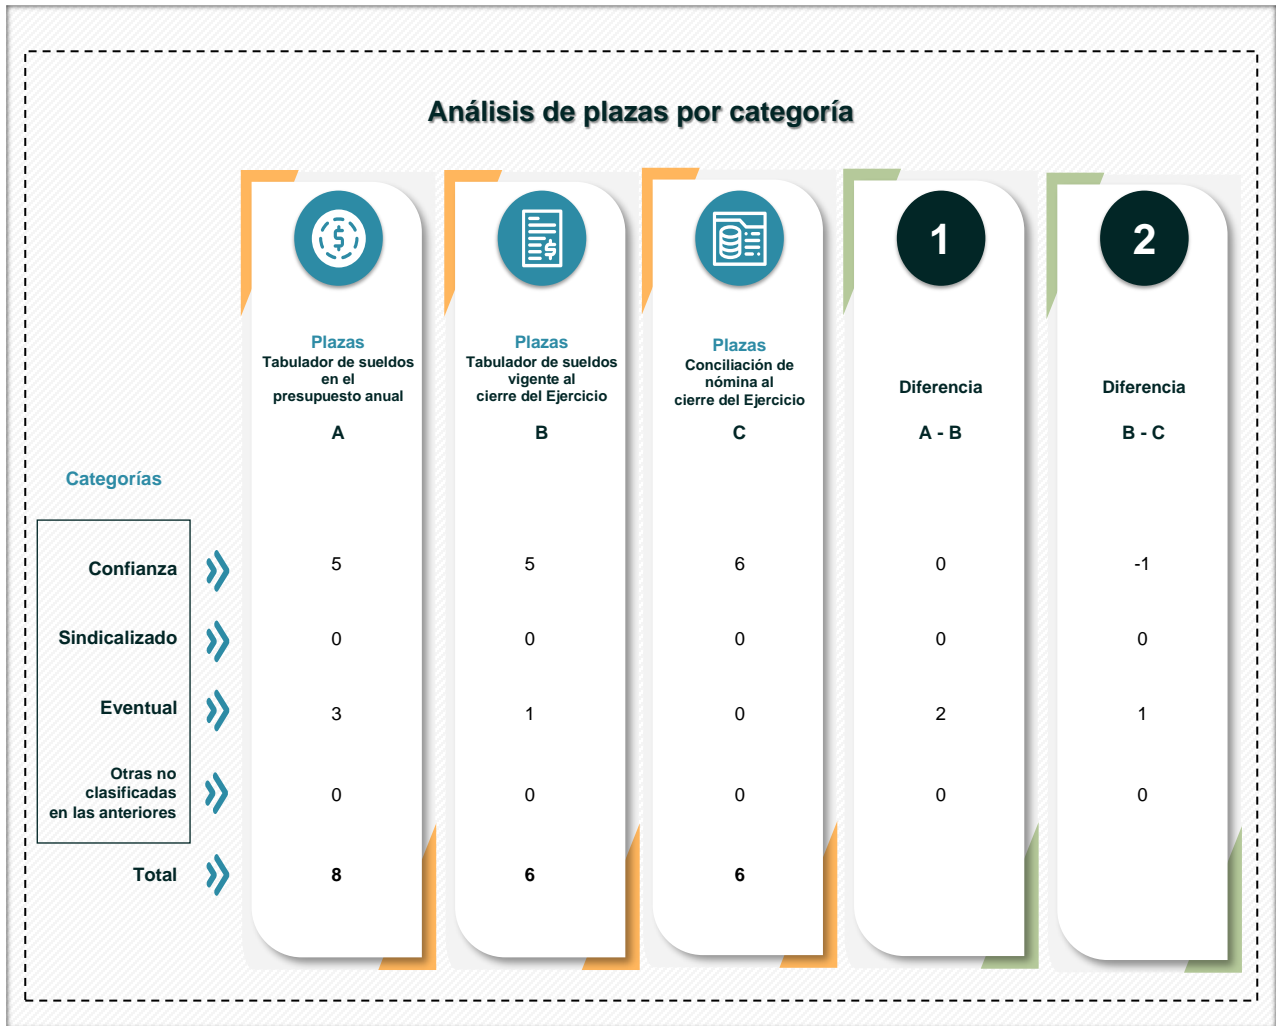 Análisis de plazas por categoría
1
2
Plazas
Tabulador de sueldos
en el
presupuesto anual
A
Plazas
Tabulador de sueldos
vigente al
cierre del Ejercicio
B
Plazas
Conciliación de
nómina al
cierre del Ejercicio
C
Diferencia
A - B
Diferencia
B - C
Categorías
Confianza 5 5 6 0 -1
Sindicalizado 0 0 0 0 0
Eventual 3 1 0 2 1
Otras no
clasificadas
en las anteriores 0 0 0 0 0
Total 8 6 6